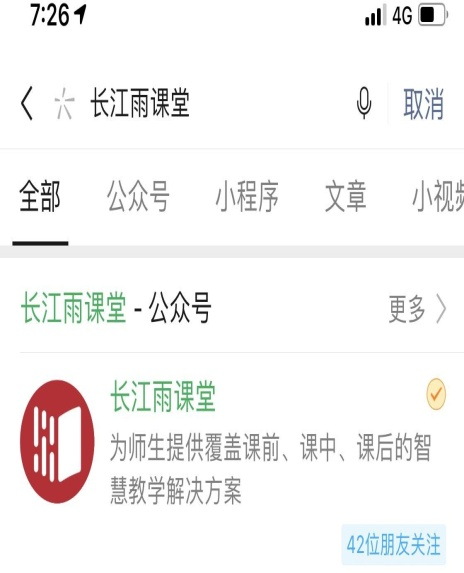 7:26 4G
长江雨课堂 取消
全部 公众号 小程序 文章 小视频
长江雨课堂 - 公众号 更多
长江雨课堂
为师生提供覆盖课前、课中、课后的智
慧教学解决方案
42位朋友关注